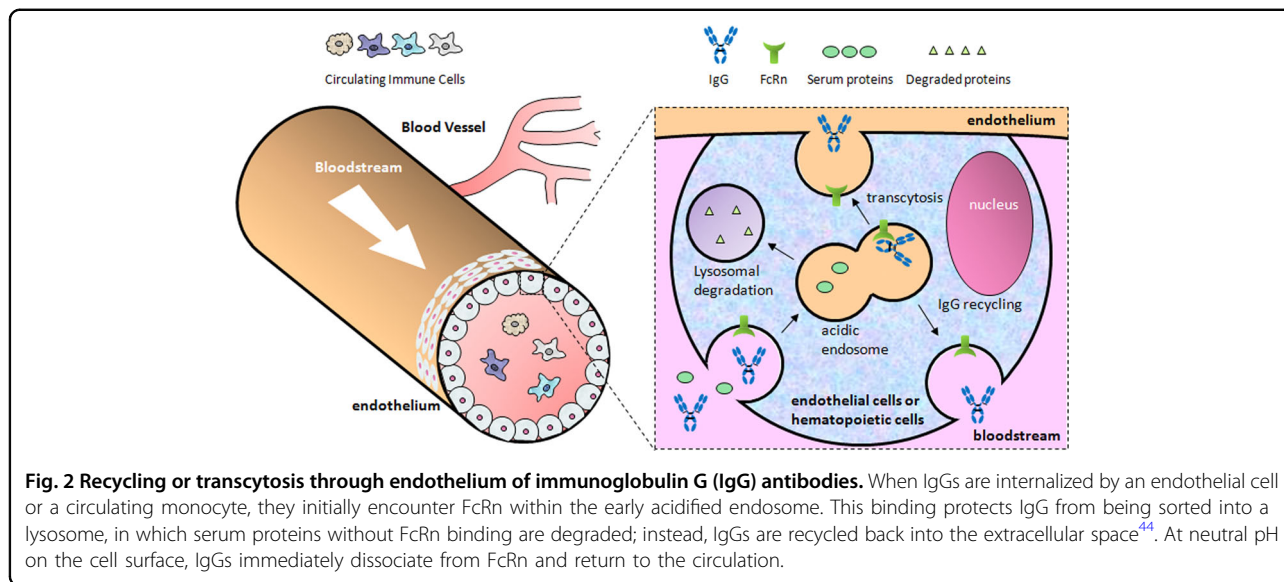 Circulating Immune Cells
IgG
FcRn
Serum proteins
Degraded proteins
Blood Vessel
Bloodstream
endothelium
endothelium
transcytosis
nucleus
Lysosomal
degradation
IgG recycling
acidic
endosome
endothelial cells or
hematopoietic cells
bloodstream
Fig. 2 Recycling or transcytosis through endothelium of immunoglobulin G (IgG) antibodies. When IgGs are internalized by an endothelial cell
or a circulating monocyte, they initially encounter FcRn within the early acidified endosome. This binding protects IgG from being sorted into a
lysosome, in which serum proteins without FcRn binding are degraded; instead, IgGs are recycled back into the extracellular space44. At neutral pH
on the cell surface, IgGs immediately dissociate from FcRn and return to the circulation.